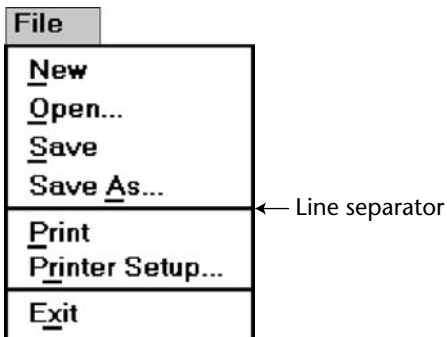 File
New
Open...
Save
Save As...
Line separator
Print
Printer Setup...
Exit